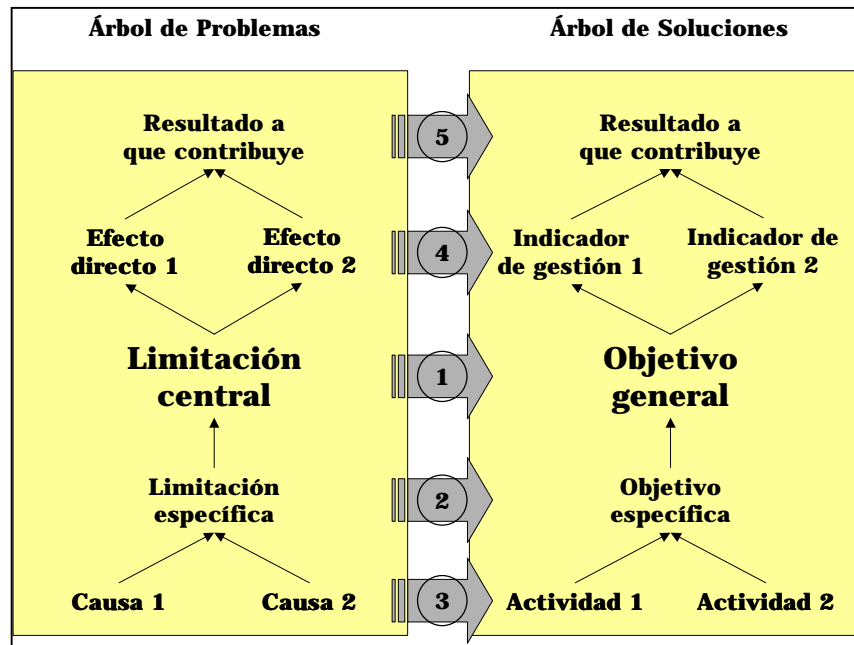 Árbol de Problemas
Árbol de Soluciones
Resultado a
que contribuye
5
Resultado a
que contribuye
Efecto
directo 1
Efecto
directo 2
4
Indicador
de gestión 1
Indicador de
gestión 2
Limitación
central
1
Objetivo
general
Limitación
específica
2
Objetivo
específica
Causa 1
Causa 2
3
Actividad 1
Actividad 2